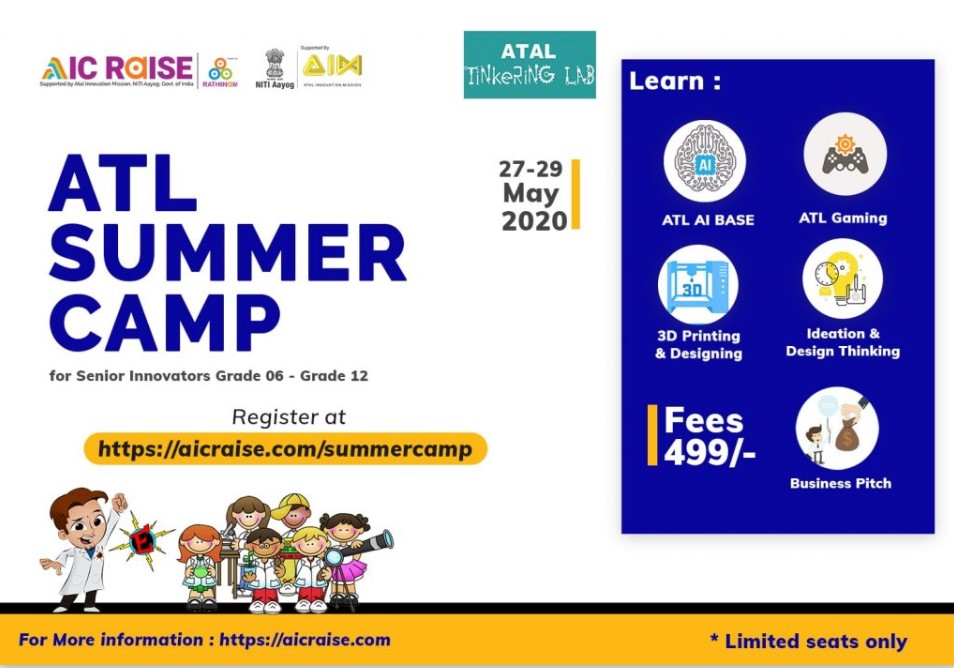 AIC RAISE
Supported by Atal Innovation Mission, NITI Aayog, Govt. of India
RATHINAM
NITI Aayog
Supported By
AIM
ATAL INNOVATION MISSION
ATAL
TiNKeRiNG LAB
27-29
May
2020
ATL
SUMMER
CAMP
for Senior Innovators Grade 06 - Grade 12
Register at
https://aicraise.com/summercamp
Learn :
AI
ATL AI BASE
ATL Gaming
3D
3D Printing
& Designing
Ideation &
Design Thinking
Fees
499/-
Business Pitch
E
For More information : https://aicraise.com
* Limited seats only